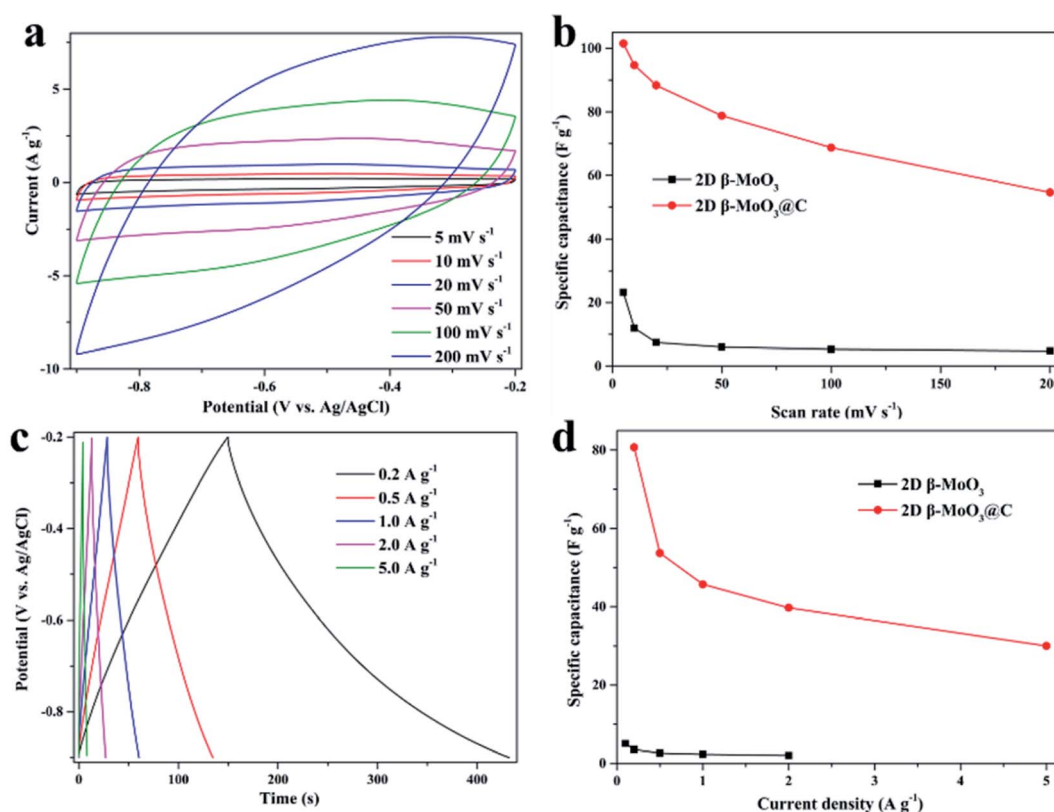 a
5
0
-5
-10
-0.8
-0.6
-0.4
-0.2
Current (A g⁻¹)
Potential (V vs. Ag/AgCl)
5 mV s⁻¹
10 mV s⁻¹
20 mV s⁻¹
50 mV s⁻¹
100 mV s⁻¹
200 mV s⁻¹
b
100
80
60
40
20
0
0
50
100
150
200
Specific capacitance (F g⁻¹)
Scan rate (mV s⁻¹)
2D β-MoO₃
2D β-MoO₃@C
c
-0.2
-0.4
-0.6
-0.8
0
100
200
300
400
Potential (V vs. Ag/AgCl)
Time (s)
0.2 A g⁻¹
0.5 A g⁻¹
1.0 A g⁻¹
2.0 A g⁻¹
5.0 A g⁻¹
d
80
60
40
20
0
0
1
2
3
4
5
Specific capacitance (F g⁻¹)
Current density (A g⁻¹)
2D β-MoO₃
2D β-MoO₃@C